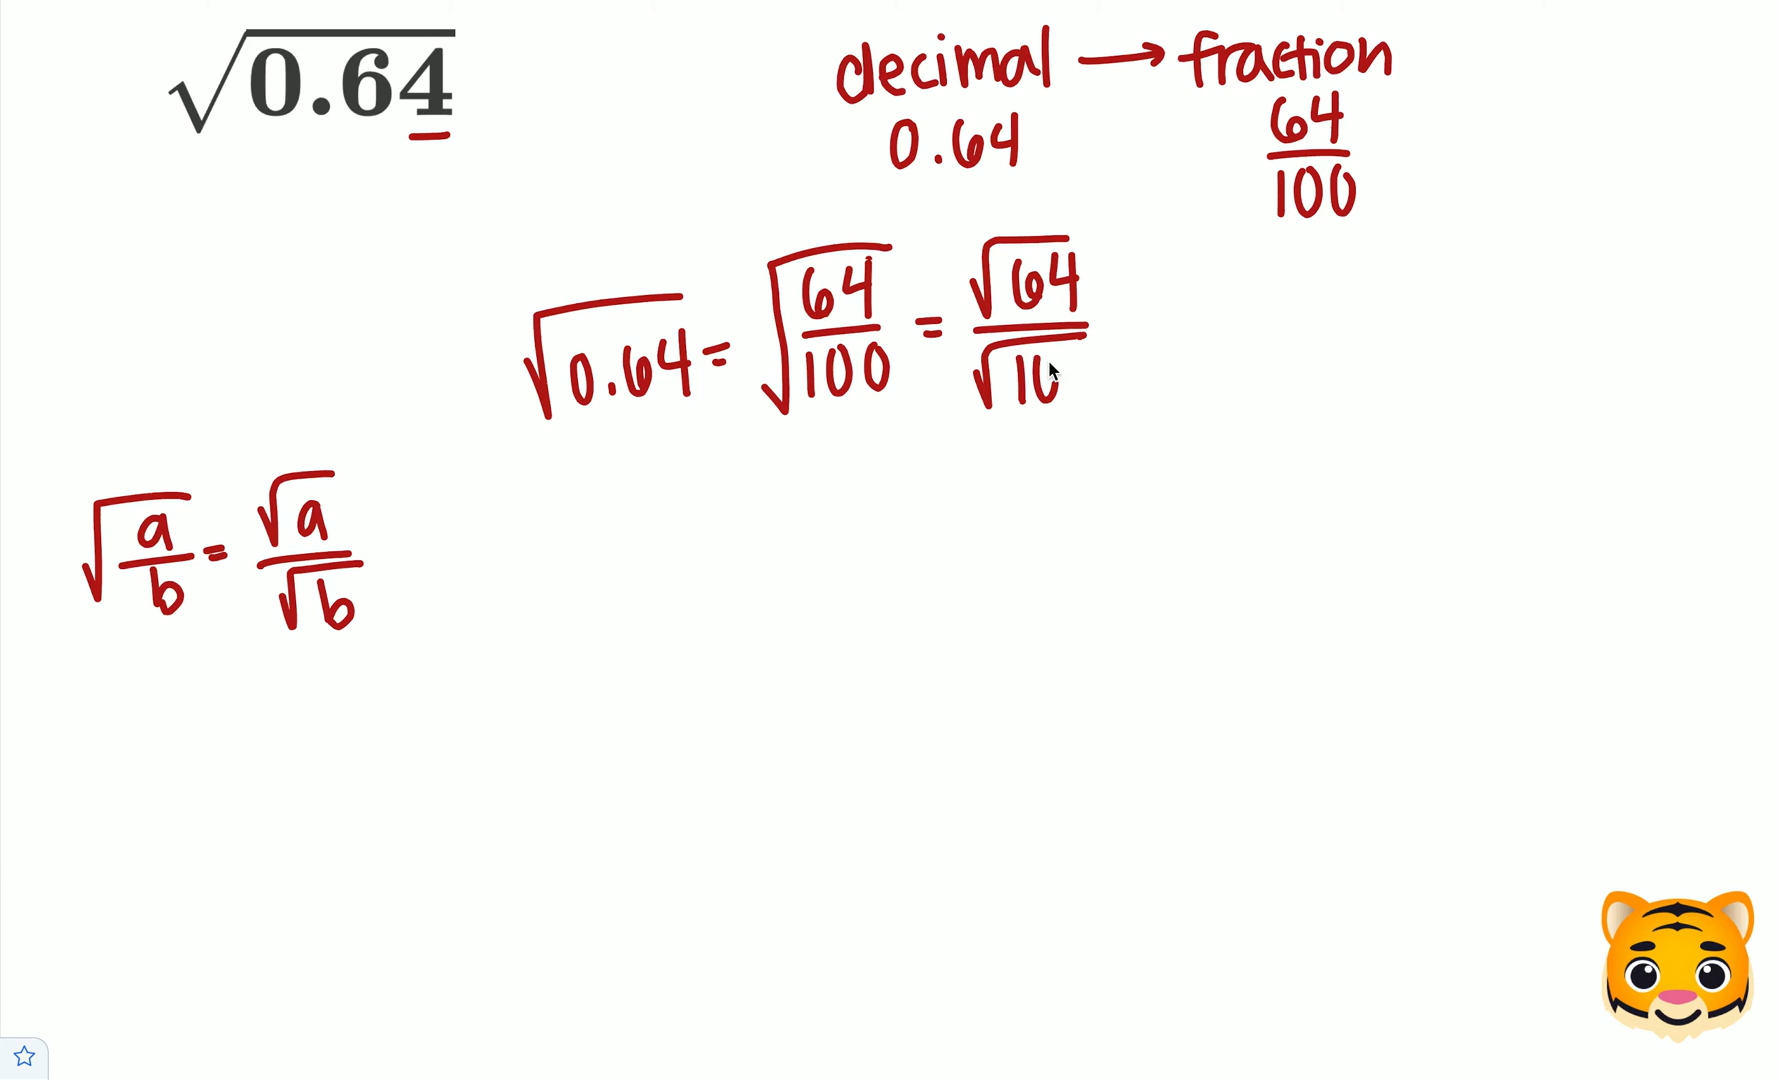 √0.64
decimal → fraction
0.64 64/100
√0.64 = √(64/100) = √64/√10
√(a/b) = √a/√b